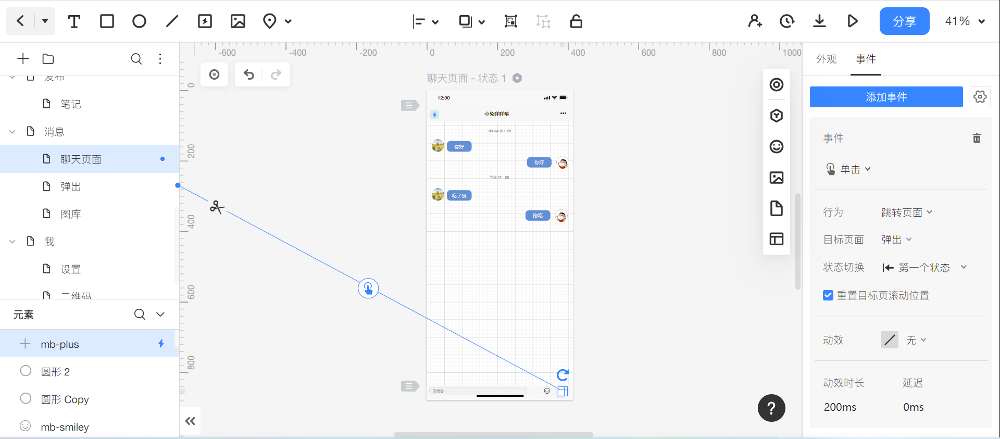 分享
41%
发布
笔记
消息
聊天页面
弹出
图库
我
设置
二维码
元素
mb-plus
圆形 2
圆形 Copy
mb-smiley
-600
-400
-200
0
200
400
600
800
1000
0
200
400
600
800
聊天页面 - 状态 1
12:00
小兔咩咩哒
09-14 10：29
你好
你好
今天 17：50
吃了没
刚吃
发消息...
?
外观
事件
添加事件
事件
单击
行为
跳转页面
目标页面
弹出
状态切换
第一个状态
重置目标页滚动位置
动效
无
动效时长
延迟
200ms
0ms